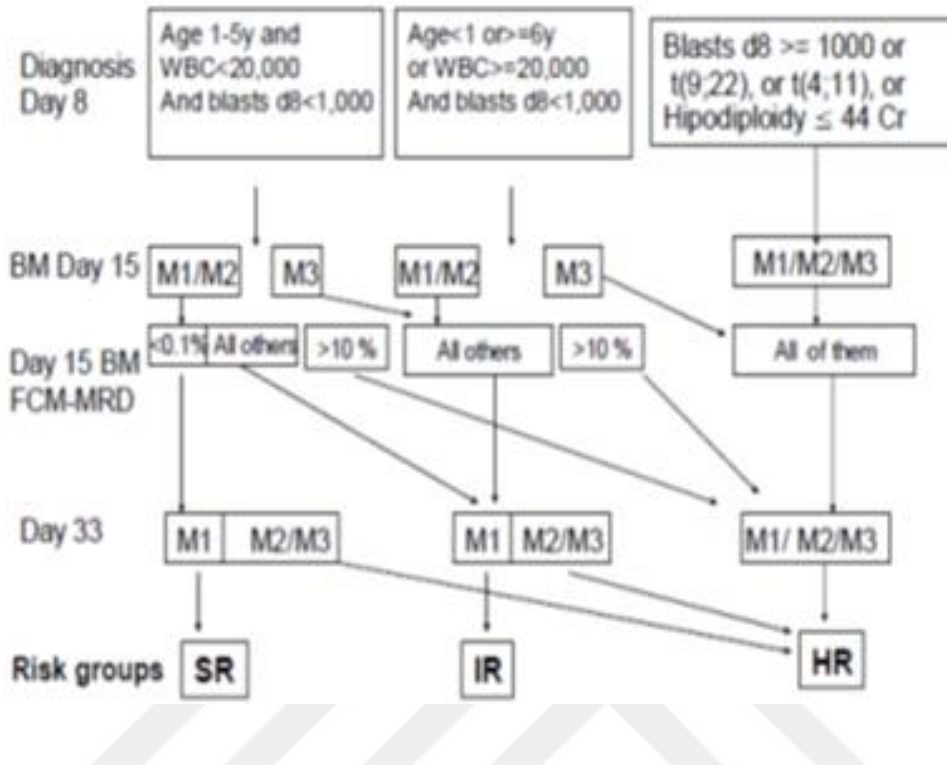 Diagnosis
Day 8
Age 1-5y and
WBC<20,000
And blasts d8<1,000
Age<1 or>=6y
or WBC>=20,000
And blasts d8<1,000
Blasts d8 >= 1000 or
t(9;22), or t(4;11), or
Hipodiploidy ≤ 44 Cr
BM Day 15
M1/M2
M3
M1/M2
M3
M1/M2/M3
Day 15 BM
FCM-MRD
<0.1%
All others
>10 %
All others
>10 %
All of them
Day 33
M1
M2/M3
M1
M2/M3
M1/ M2/M3
Risk groups
SR
IR
HR